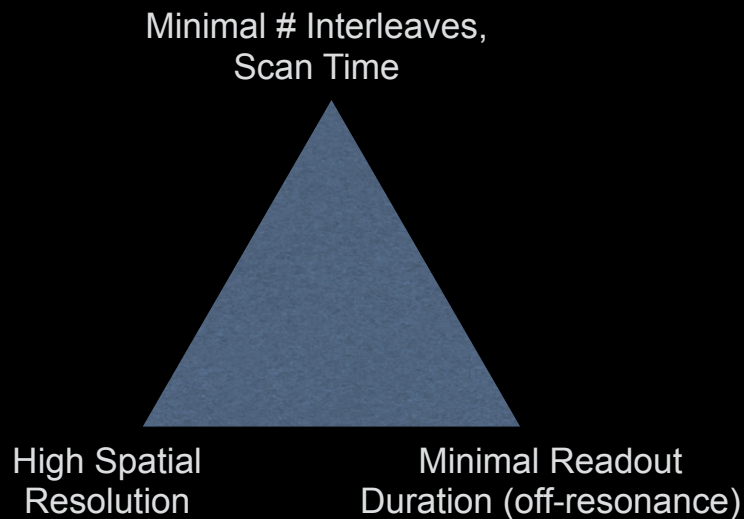 Minimal # Interleaves,
Scan Time
High Spatial
Resolution
Minimal Readout
Duration (off-resonance)